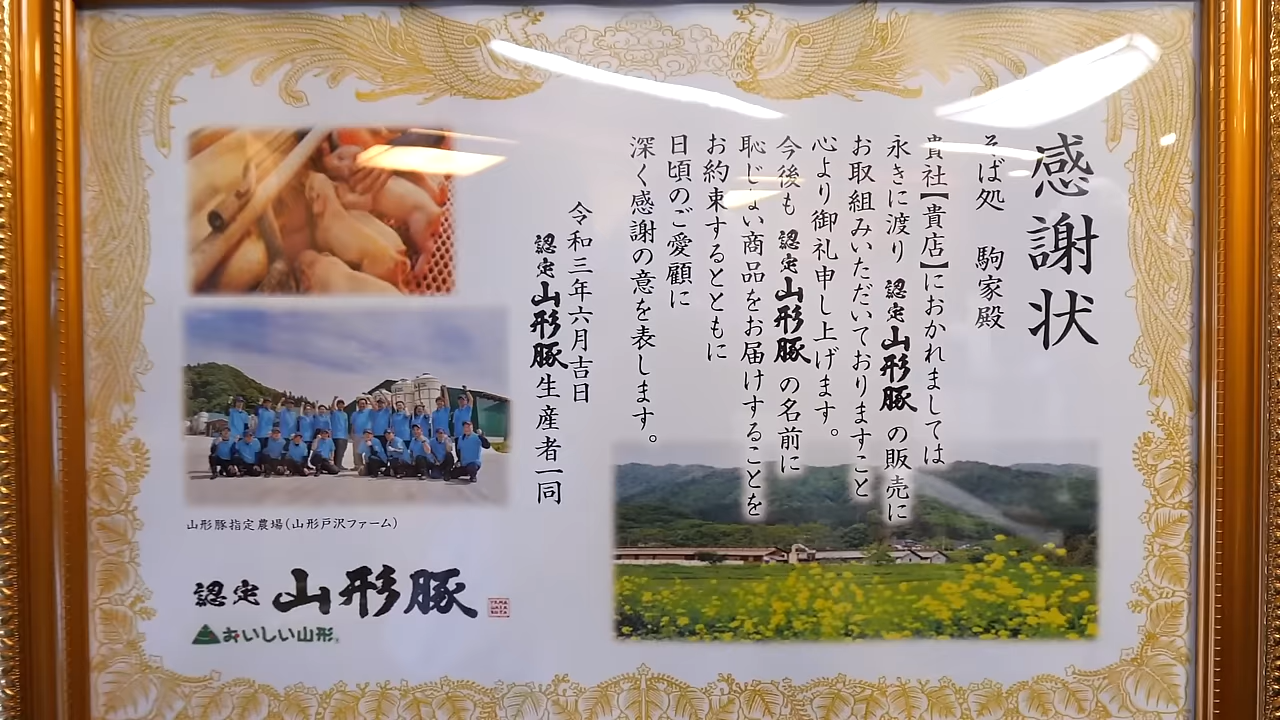 感謝状
そば処 駒家殿
貴社【貴店】におかれましては
永きに渡り 認定山形豚の販売に
お取組みいただいておりますこと
心より御礼申し上げます。
今後も 認定山形豚の名前に
恥じない商品をお届けすることを
お約束するとともに
日頃のご愛顧に
深く感謝の意を表します。
令和三年六月吉日
認定山形豚生産者一同
山形豚指定農場(山形戸沢ファーム)
認定 山形豚
YAMA
GATA
BUTA
おいしい山形